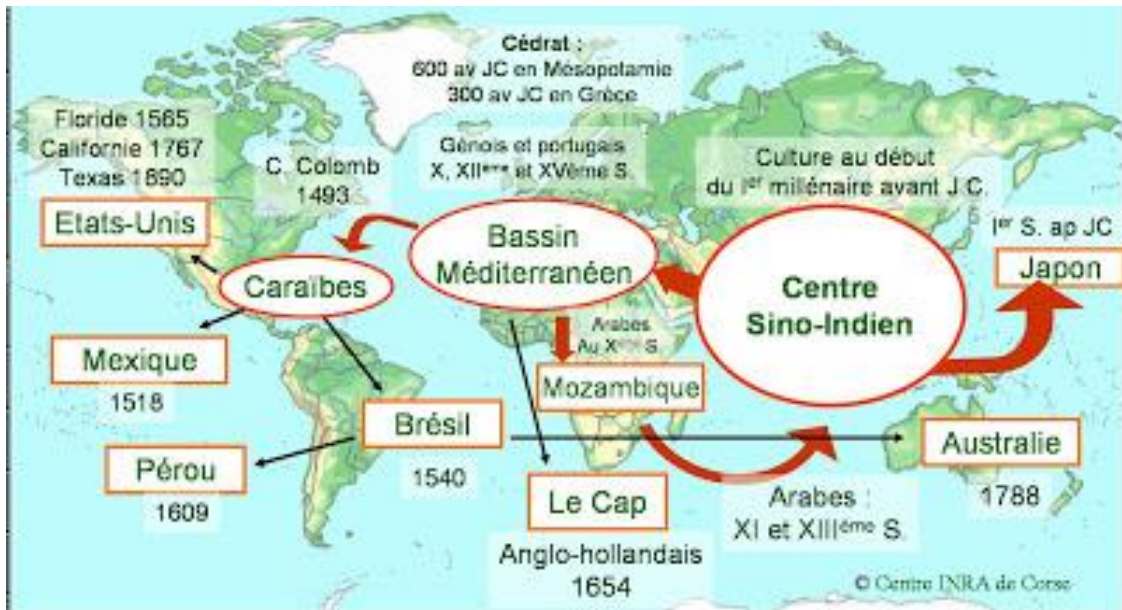 Cédrat :
600 av JC en Mésopotamie
300 av JC en Grèce
Floride 1565
Californie 1767
Texas 1890
Etats-Unis
C. Colomb
1493
Génois et portugais
X, XIIème et XVème S.
Culture au début
du Ier millénaire avant J.C.
Bassin
Méditerranéen
Caraïbes
Centre
Sino-Indien
Ier S. ap JC
Japon
Mexique
1518
Arabes
Au Xème S.
Mozambique
Brésil
1540
Pérou
1609
Le Cap
Anglo-hollandais
1654
Arabes :
XI et XIIIème S.
Australie
1788
© Centre INRA de Corse